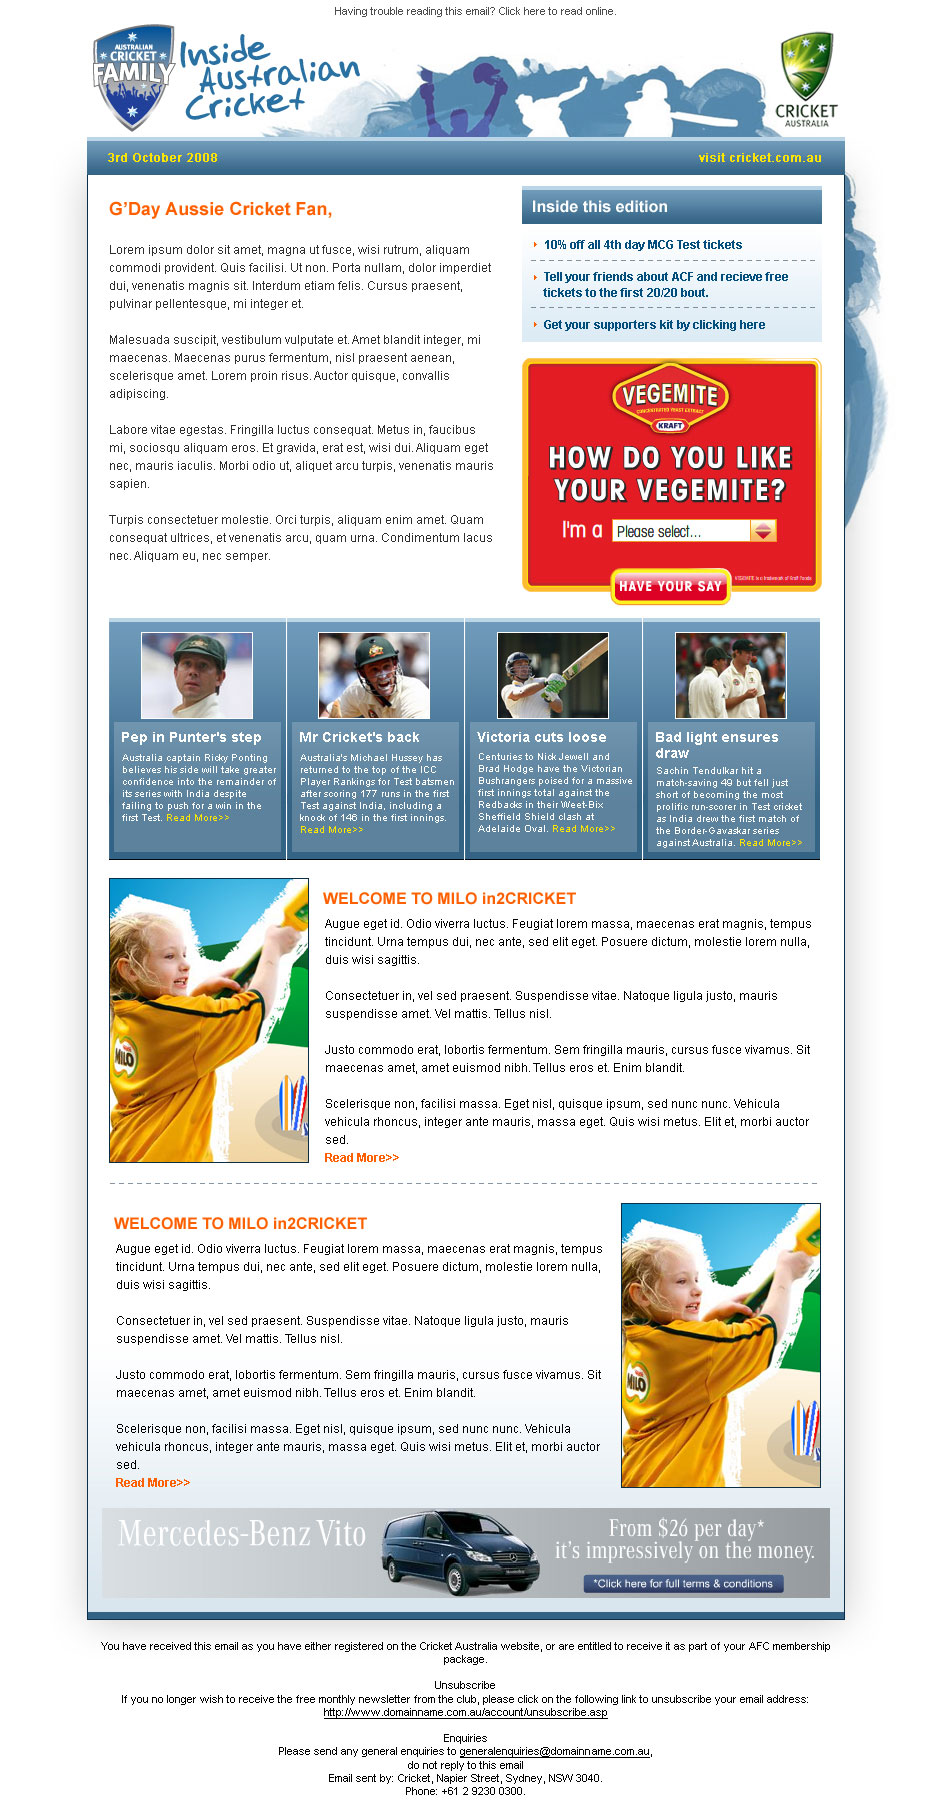 Having trouble reading this email? Click here to read online.
AUSTRALIAN
CRICKET
FAMILY
Inside
Australian
Cricket
CRICKET
AUSTRALIA
3rd October 2008
visit cricket.com.au
G'Day Aussie Cricket Fan,
Lorem ipsum dolor sit amet, magna ut fusce, wisi rutrum, aliquam
commodi provident. Quis facilisi. Ut non. Porta nullam, dolor imperdiet
dui, venenatis magnis sit. Interdum etiam felis. Cursus praesent,
pulvinar pellentesque, mi integer et.
Malesuada suscipit, vestibulum vulputate et. Amet blandit integer, mi
maecenas. Maecenas purus fermentum, nisl praesent aenean,
scelerisque amet. Lorem proin risus. Auctor quisque, convallis
adipiscing.
Labore vitae egestas. Fringilla luctus consequat. Metus in, faucibus
mi, sociosqu aliquam eros. Et gravida, erat est, wisi dui. Aliquam eget
nec, mauris iaculis. Morbi odio ut, aliquet arcu turpis, venenatis mauris
sapien.
Turpis consectetuer molestie. Orci turpis, aliquam enim amet. Quam
consequat ultrices, et venenatis arcu, quam urna. Condimentum lacus
nec. Aliquam eu, nec semper.
Inside this edition
10% off all 4th day MCG Test tickets
Tell your friends about ACF and recieve free
tickets to the first 20/20 bout.
Get your supporters kit by clicking here
VEGEMITE
CONCENTRATED YEAST EXTRACT
KRAFT
HOW DO YOU LIKE
YOUR VEGEMITE?
I'm a Please select...
HAVE YOUR SAY
VEGEMITE is a trademark of Kraft Foods
Pep in Punter's step
Australia captain Ricky Ponting
believes his side will take greater
confidence into the remainder of
its series with India despite
failing to push for a win in the
first Test. Read More>>
Mr Cricket's back
Australia's Michael Hussey has
returned to the top of the ICC
Player Rankings for Test batsmen
after scoring 177 runs in the first
Test against India, including a
knock of 146 in the first innings.
Read More>>
Victoria cuts loose
Centuries to Nick Jewell and
Brad Hodge have the Victorian
Bushrangers poised for a massive
first innings total against the
Redbacks in their Weet-Bix
Sheffield Shield clash at
Adelaide Oval. Read More>>
Bad light ensures
draw
Sachin Tendulkar hit a
match-saving 49 but fell just
short of becoming the most
prolific run-scorer in Test cricket
as India drew the first match of
the Border-Gavaskar series
against Australia. Read More>>
MILO
WELCOME TO MILO in2CRICKET
Augue eget id. Odio viverra luctus. Feugiat lorem massa, maecenas erat magnis, tempus
tincidunt. Urna tempus dui, nec ante, sed elit eget. Posuere dictum, molestie lorem nulla,
duis wisi sagittis.
Consectetuer in, vel sed praesent. Suspendisse vitae. Natoque ligula justo, mauris
suspendisse amet. Vel mattis. Tellus nisl.
Justo commodo erat, lobortis fermentum. Sem fringilla mauris, cursus fusce vivamus. Sit
maecenas amet, amet euismod nibh. Tellus eros et. Enim blandit.
Scelerisque non, facilisi massa. Eget nisl, quisque ipsum, sed nunc nunc. Vehicula
vehicula rhoncus, integer ante mauris, massa eget. Quis wisi metus. Elit et, morbi auctor
sed.
Read More>>
WELCOME TO MILO in2CRICKET
Augue eget id. Odio viverra luctus. Feugiat lorem massa, maecenas erat magnis, tempus
tincidunt. Urna tempus dui, nec ante, sed elit eget. Posuere dictum, molestie lorem nulla,
duis wisi sagittis.
Consectetuer in, vel sed praesent. Suspendisse vitae. Natoque ligula justo, mauris
suspendisse amet. Vel mattis. Tellus nisl.
Justo commodo erat, lobortis fermentum. Sem fringilla mauris, cursus fusce vivamus. Sit
maecenas amet, amet euismod nibh. Tellus eros et. Enim blandit.
Scelerisque non, facilisi massa. Eget nisl, quisque ipsum, sed nunc nunc. Vehicula
vehicula rhoncus, integer ante mauris, massa eget. Quis wisi metus. Elit et, morbi auctor
sed.
Read More>>
MILO
Mercedes-Benz Vito
From $26 per day*
it's impressively on the money.
*Click here for full terms & conditions
You have received this email as you have either registered on the Cricket Australia website, or are entitled to receive it as part of your AFC membership
package.
Unsubscribe
If you no longer wish to receive the free monthly newsletter from the club, please click on the following link to unsubscribe your email address:
http://www.domainname.com.au/account/unsubscribe.asp
Enquiries
Please send any general enquiries to generalenquiries@domainname.com.au,
do not reply to this email
Email sent by: Cricket, Napier Street, Sydney, NSW 3040.
Phone: +61 2 9230 0300.